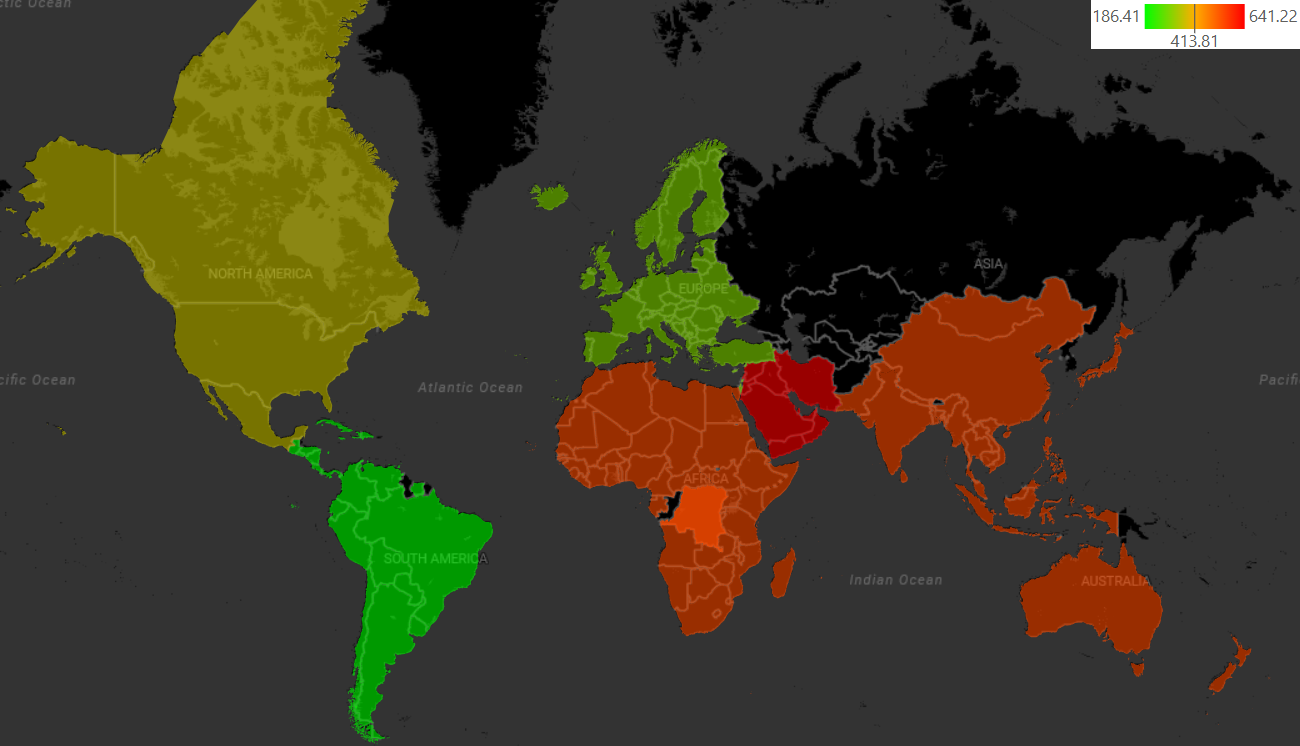 ctic Ocean
186.41
641.22
413.81
ASIA
NORTH AMERICA
EUROPE
cific Ocean
Atlantic Ocean
Pacifi
AFRICA
SOUTH AMERICA
Indian Ocean
AUSTRALIA